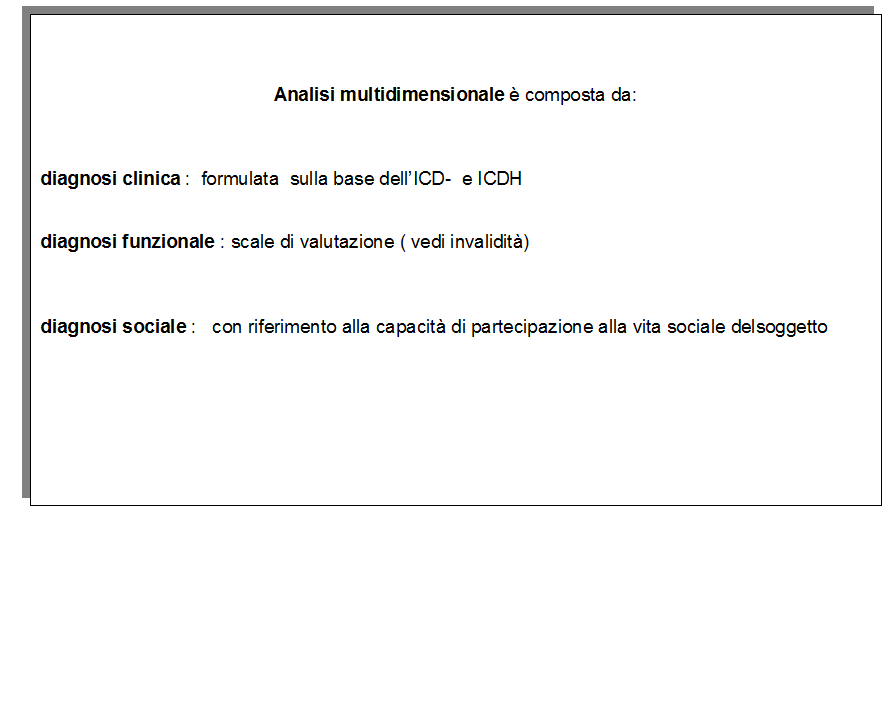 Analisi multidimensionale è composta da:
diagnosi clinica : formulata sulla base dell'ICD- e ICDH
diagnosi funzionale : scale di valutazione ( vedi invalidità)
diagnosi sociale : con riferimento alla capacità di partecipazione alla vita sociale delsoggetto